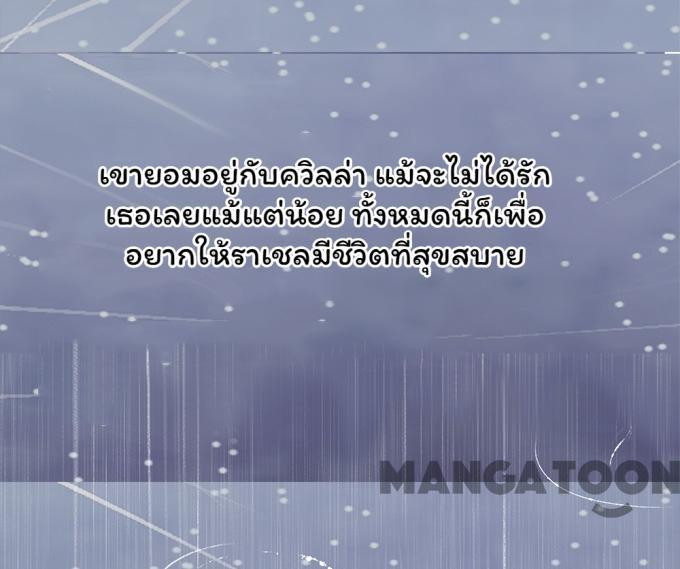 เขายอมอยู่กับควิลล่า แม้จะไม่ได้รัก
เธอเลยแม้แต่น้อย ทั้งหมดนี้ก็เพื่อ
อยากให้ราเชลมีชีวิตที่สุขสบาย
MANGATOON